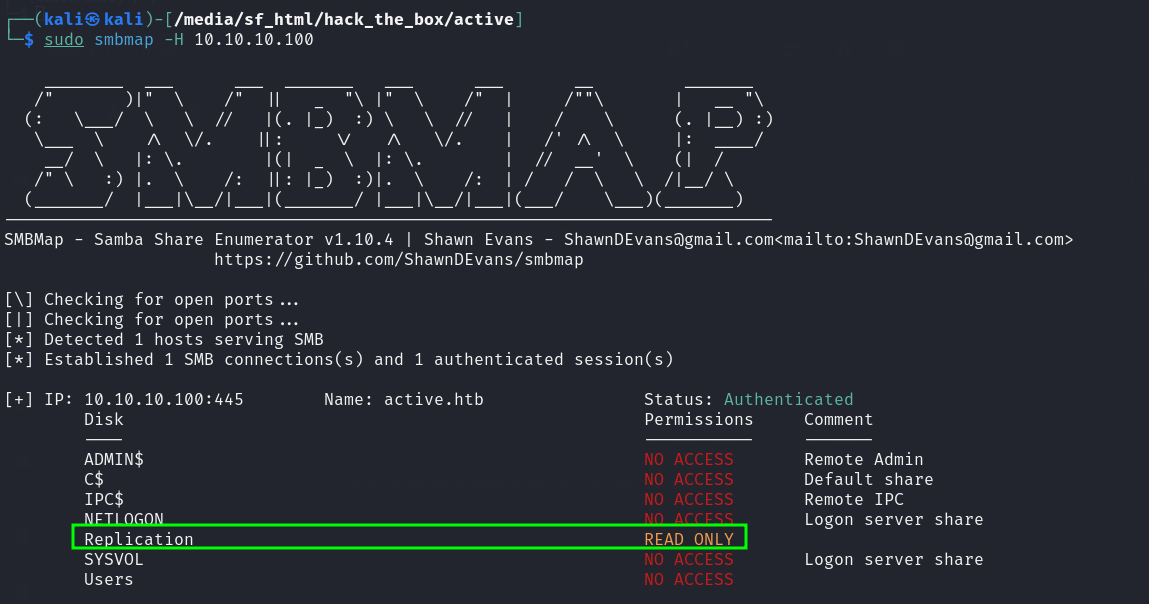 ┌──(kali㉿kali)-[/media/sf_html/hack_the_box/active]
└─$ sudo smbmap -H 10.10.10.100
SMBMap - Samba Share Enumerator v1.10.4 | Shawn Evans - ShawnDEvans@gmail.com<mailto:ShawnDEvans@gmail.com>
https://github.com/ShawnDEvans/smbmap
[\] Checking for open ports...
[|] Checking for open ports...
[*] Detected 1 hosts serving SMB
[*] Established 1 SMB connections(s) and 1 authenticated session(s)
[+] IP: 10.10.10.100:445 Name: active.htb Status: Authenticated
Disk Permissions Comment
---- ----------- -------
ADMIN$ NO ACCESS Remote Admin
C$ NO ACCESS Default share
IPC$ NO ACCESS Remote IPC
NETLOGON NO ACCESS Logon server share
Replication READ ONLY
SYSVOL NO ACCESS Logon server share
Users NO ACCESS